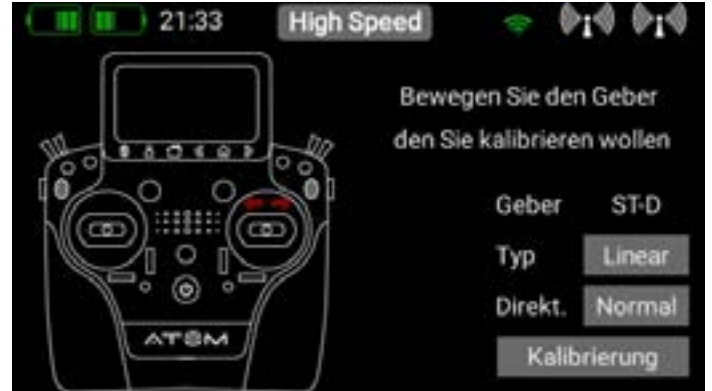 21:33 High Speed
Bewegen Sie den Geber
den Sie kalibrieren wollen
Geber ST-D
Typ Linear
Direkt. Normal
Kalibrierung
ATOM